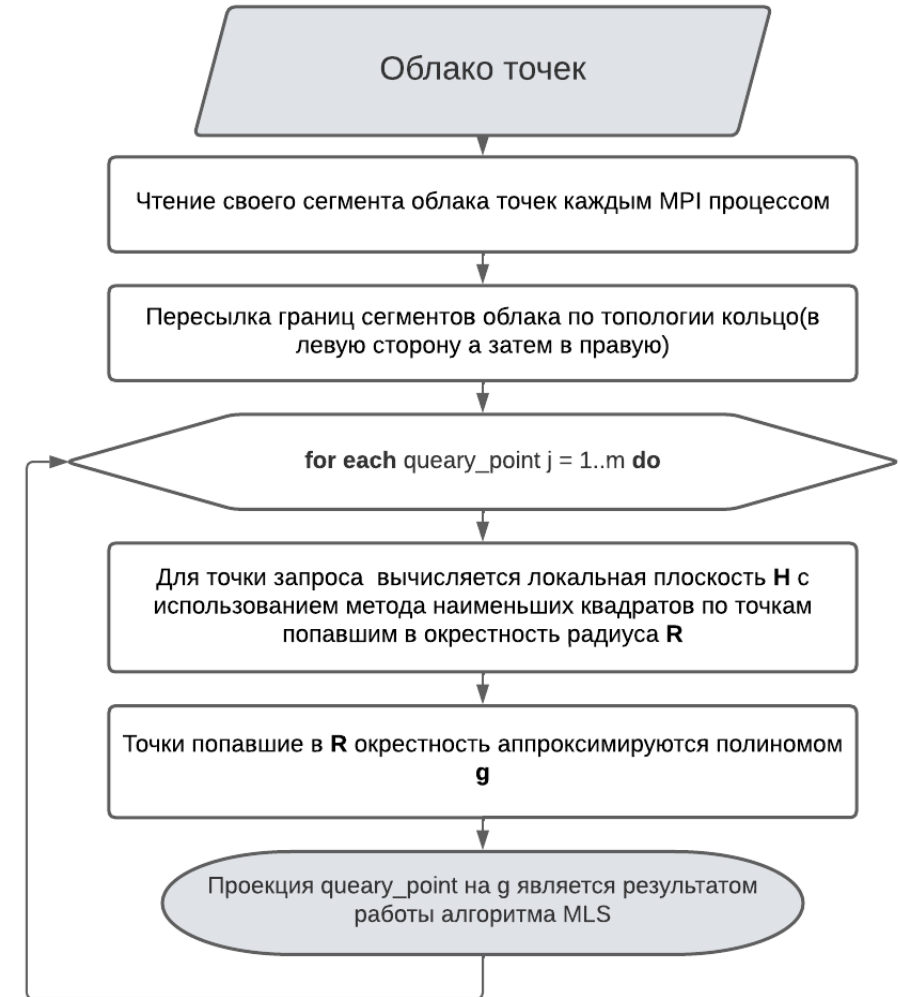 Облако точек
Чтение своего сегмента облака точек каждым MPI процессом
Пересылка границ сегментов облака по топологии кольцо(в
левую сторону а затем в правую)
for each queary_point j = 1..m do
Для точки запроса вычисляется локальная плоскость H с
использованием метода наименьших квадратов по точкам
попавшим в окрестность радиуса R
Точки попавшие в R окрестность аппроксимируются полиномом
g
Проекция queary_point на g является результатом
работы алгоритма MLS